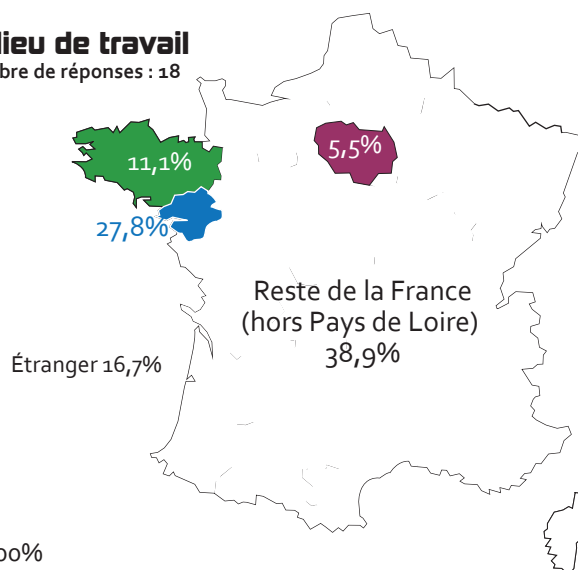 lieu de travail
bre de réponses : 18
11,1%
5,5%
27,8%
Reste de la France
(hors Pays de Loire)
38,9%
Étranger 16,7%
00%